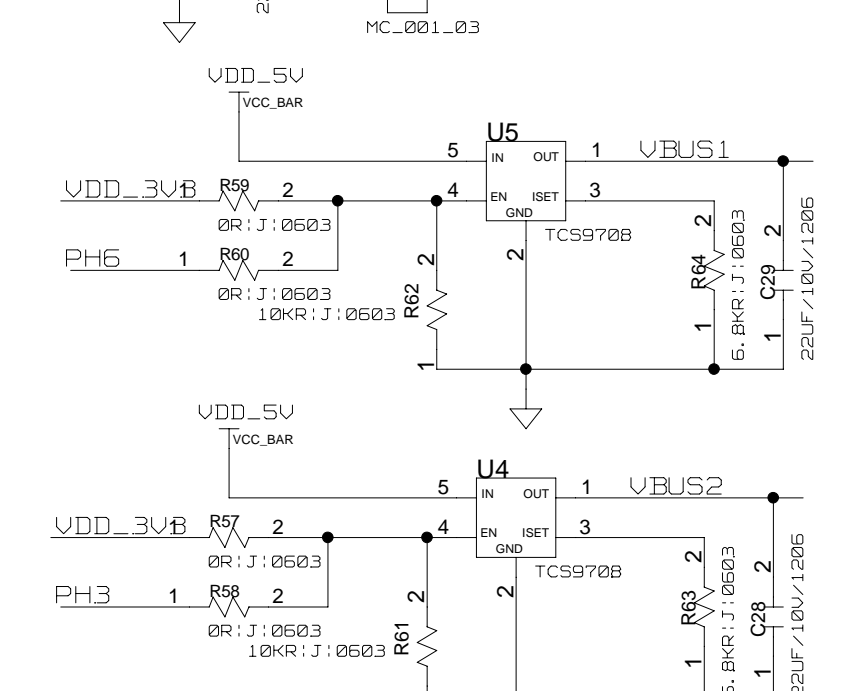 MC_001_03
VDD_5V
VCC_BAR
U5
5 IN OUT 1 VBUS1
VDD_3V3 1 R59 2 4 EN ISET 3
GND
0R¦J¦0603
TCS9708
PH6 1 R60 2
0R¦J¦0603
10KR¦J¦0603
R62
2
1
2
R64
2
1
6.8KR¦J¦0603
C29
2
1
22UF/10V/1206
VDD_5V
VCC_BAR
U4
5 IN OUT 1 VBUS2
VDD_3V3 1 R57 2 4 EN ISET 3
GND
0R¦J¦0603
TCS9708
PH3 1 R58 2
0R¦J¦0603
10KR¦J¦0603
R61
2
2
R63
2
1
.8KR¦J¦0603
C28
2
1
22UF/10V/1206